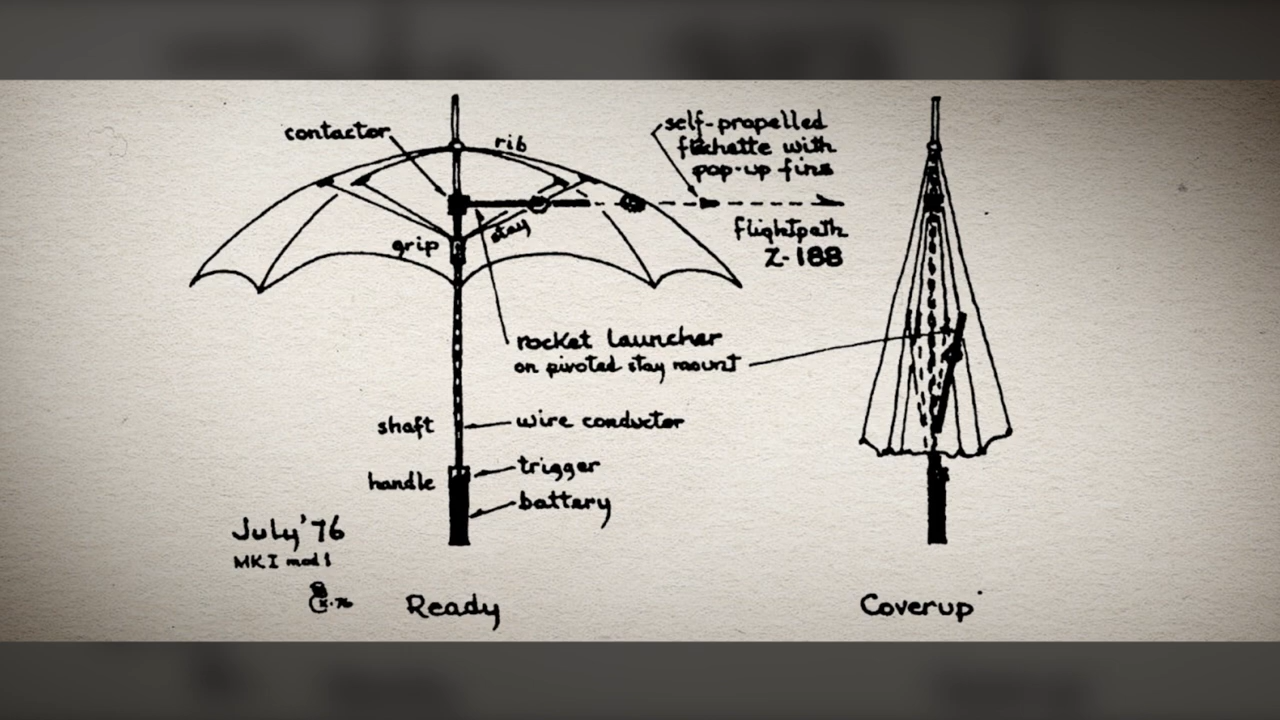 contactor
rib
self-propelled
flechette with
pop-up fins
flightpath
Z-188
grip
stay
rocket launcher
on pivoted stay mount
shaft
wire conductor
trigger
handle
battery
July '76
MK.I mod 1
76
Ready
Coverup